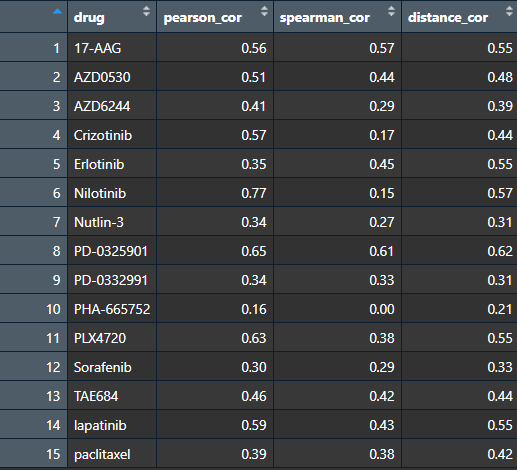 drug pearson_cor spearman_cor distance_cor
1 17-AAG 0.56 0.57 0.55
2 AZD0530 0.51 0.44 0.48
3 AZD6244 0.41 0.29 0.39
4 Crizotinib 0.57 0.17 0.44
5 Erlotinib 0.35 0.45 0.55
6 Nilotinib 0.77 0.15 0.57
7 Nutlin-3 0.34 0.27 0.31
8 PD-0325901 0.65 0.61 0.62
9 PD-0332991 0.34 0.33 0.31
10 PHA-665752 0.16 0.00 0.21
11 PLX4720 0.63 0.38 0.55
12 Sorafenib 0.30 0.29 0.33
13 TAE684 0.46 0.42 0.44
14 lapatinib 0.59 0.43 0.55
15 paclitaxel 0.39 0.38 0.42